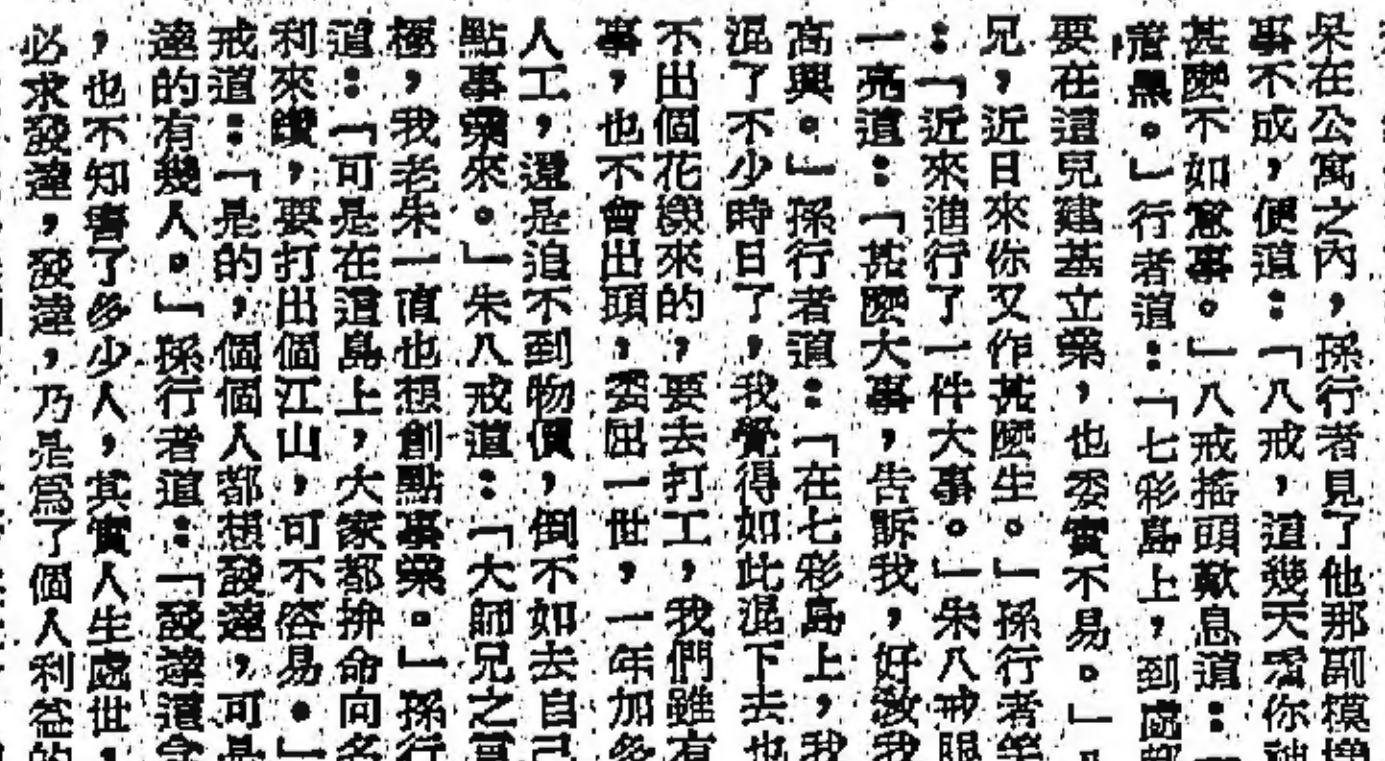 呆在公寓之內，孫行者見了他那副模
事不成，便道：「八戒，這幾天看你神
甚麼不如意事。」八戒搖頭歎息道：
行者道：「七彩島上，到處都
要在這兒建基立業，也委實不易。」
兄，近日來你又作甚麼生。」孫行者笑
：「近來進行了一件大事。」朱八戒眼
一亮道：「甚麼大事，告訴我，好敎我
高興。」孫行者道：「在七彩島上，我
混了不少時日了，我覺得如此混下去也
不出個花樣來的，要去打工，我們雖有
事，也不會出頭，委屈一世，一年加多
人工，還是追不到物價，倒不如去自己
點事業來。」朱八戒道：「大師兄之言
極，我老朱一直也想創點事業。」孫行
道：「可是在這島上，大家都拚命向名
利來鑽，要打出個江山，可不容易。」
戒道：「是的，個個人都想發達，可是
達的有幾人。」孫行者道：「發達這念
，也不知害了多少人，其實人生處世，
必求發達，發達，乃是爲了個人利益的